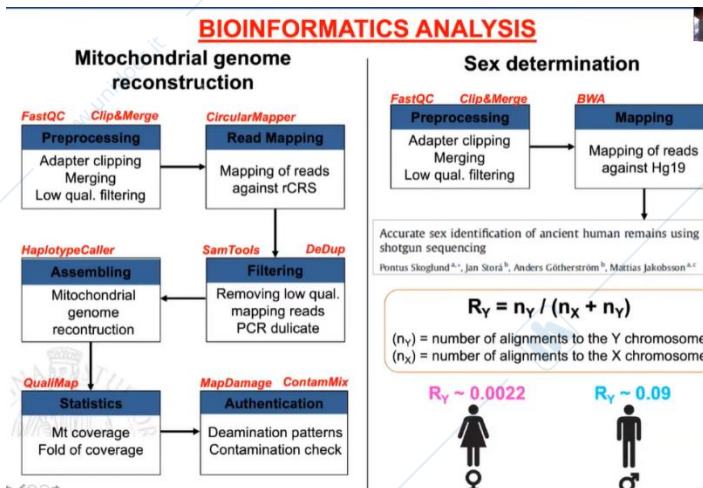 BIOINFORMATICS ANALYSIS
Mitochondrial genome
reconstruction
FastQC Clip&Merge
Preprocessing
Adapter clipping
Merging
Low qual. filtering
CircularMapper
Read Mapping
Mapping of reads
against rCRS
HaplotypeCaller
Assembling
Mitochondrial
genome
recontruction
SamTools DeDup
Filtering
Removing low qual.
mapping reads
PCR dulicate
QualiMap
Statistics
Mt coverage
Fold of coverage
MapDamage ContamMix
Authentication
Deamination patterns
Contamination check
Sex determination
FastQC Clip&Merge
Preprocessing
Adapter clipping
Merging
Low qual. filtering
BWA
Mapping
Mapping of reads
against Hg19
Accurate sex identification of ancient human remains using
shotgun sequencing
Pontus Skoglund a,*, Jan Storå b, Anders Götherström b, Mattias Jakobsson a,c
RY = nY / (nX + nY)
(nY) = number of alignments to the Y chromosome
(nX) = number of alignments to the X chromosome
RY ~ 0.0022
RY ~ 0.09